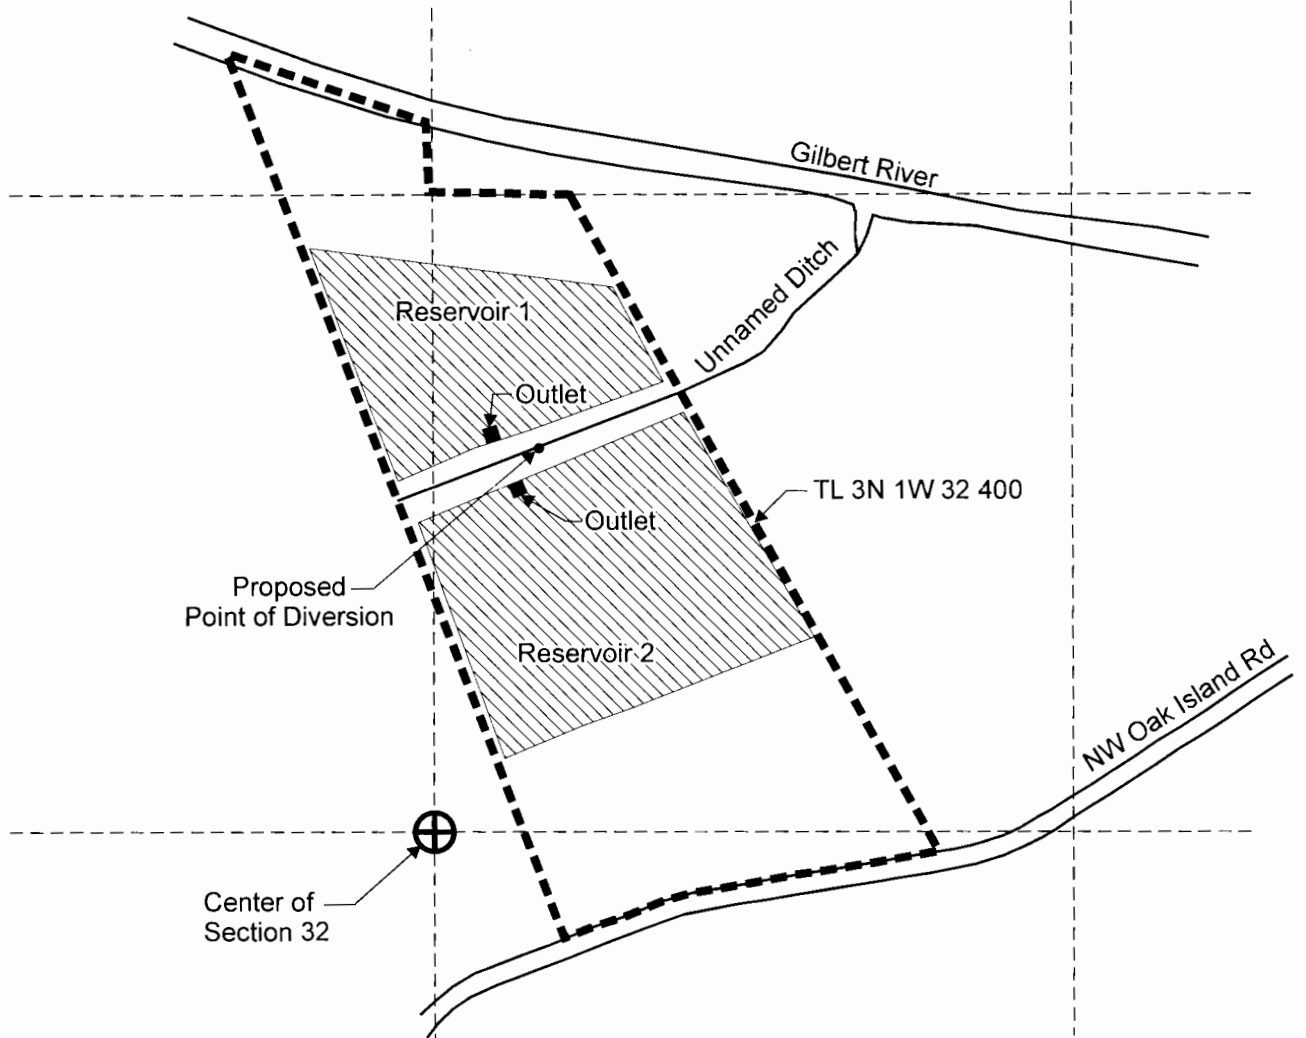 Gilbert River
Unnamed Ditch
Reservoir 1
Outlet
TL 3N 1W 32 400
Outlet
Proposed
Point of Diversion
Reservoir 2
NW Oak Island Rd
Center of
Section 32